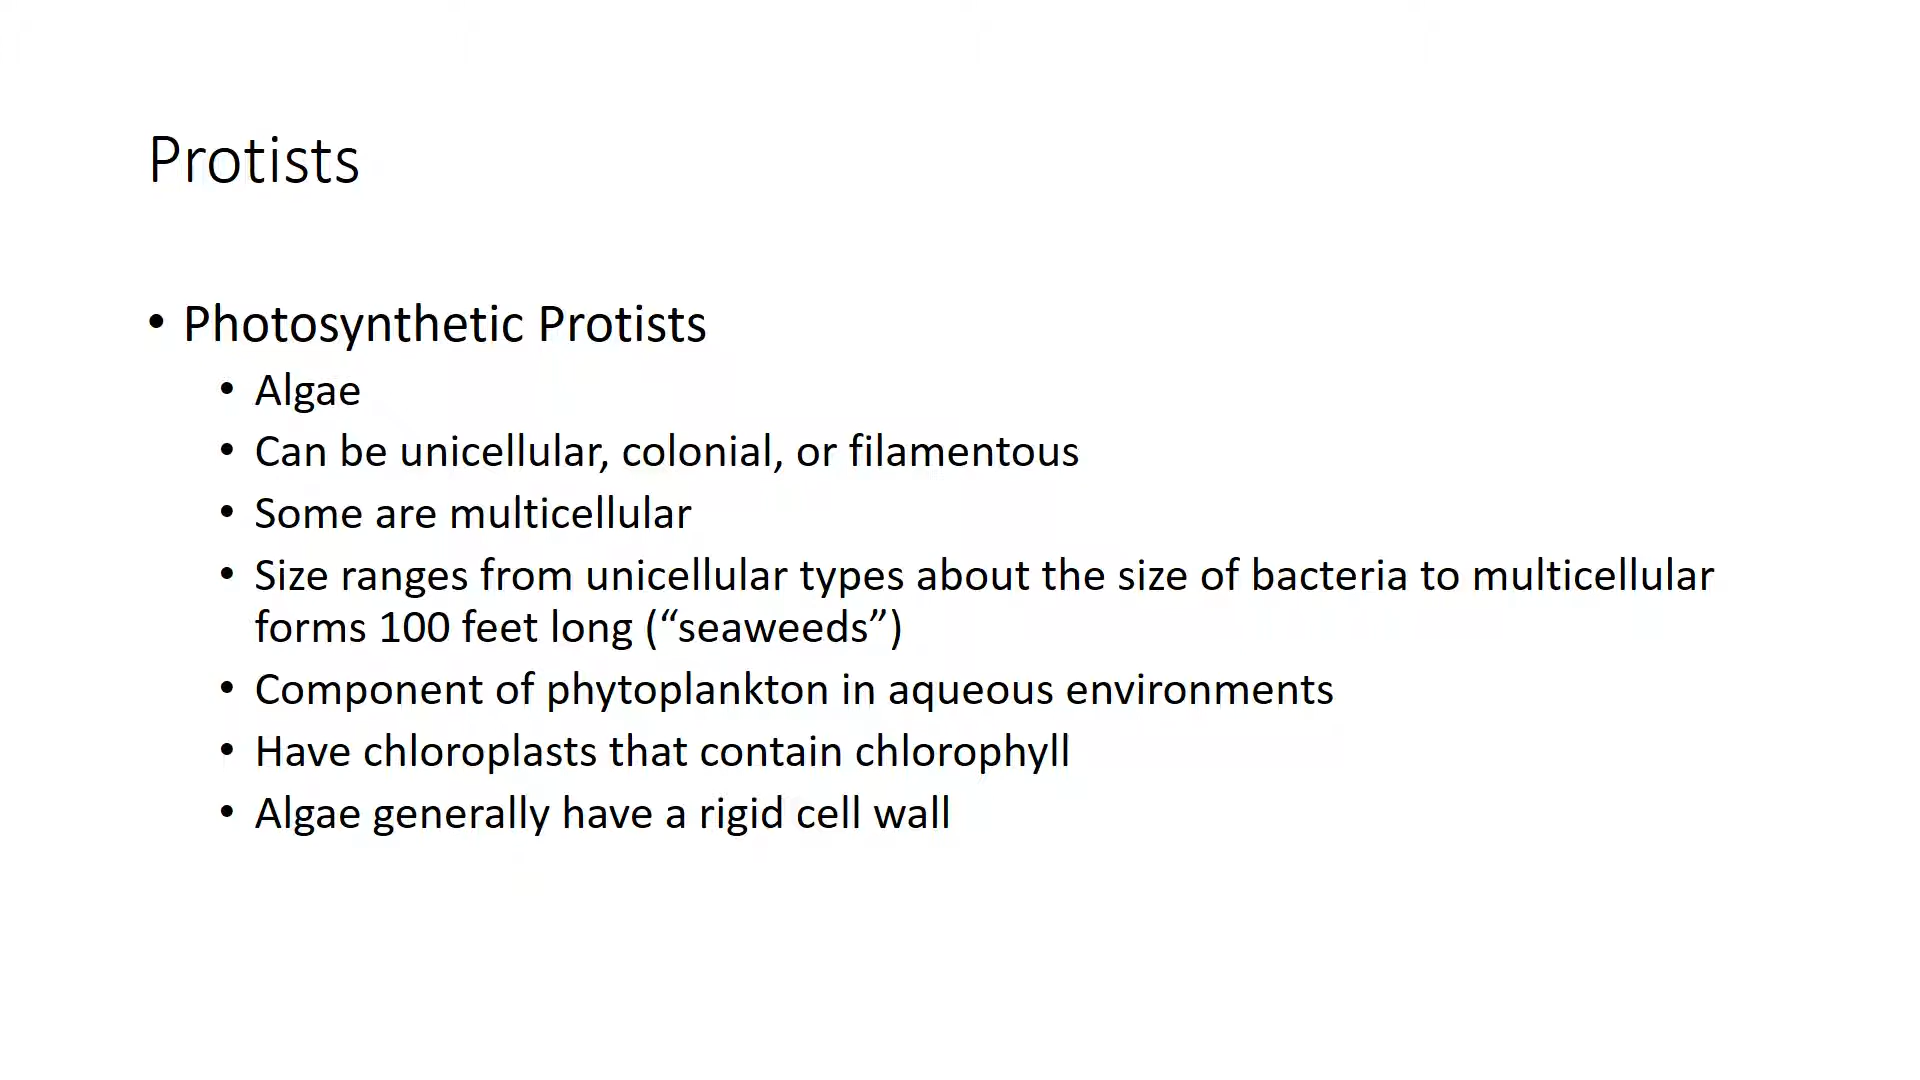 Protists
• Photosynthetic Protists
• Algae
• Can be unicellular, colonial, or filamentous
• Some are multicellular
• Size ranges from unicellular types about the size of bacteria to multicellular
forms 100 feet long (“seaweeds”)
• Component of phytoplankton in aqueous environments
• Have chloroplasts that contain chlorophyll
• Algae generally have a rigid cell wall